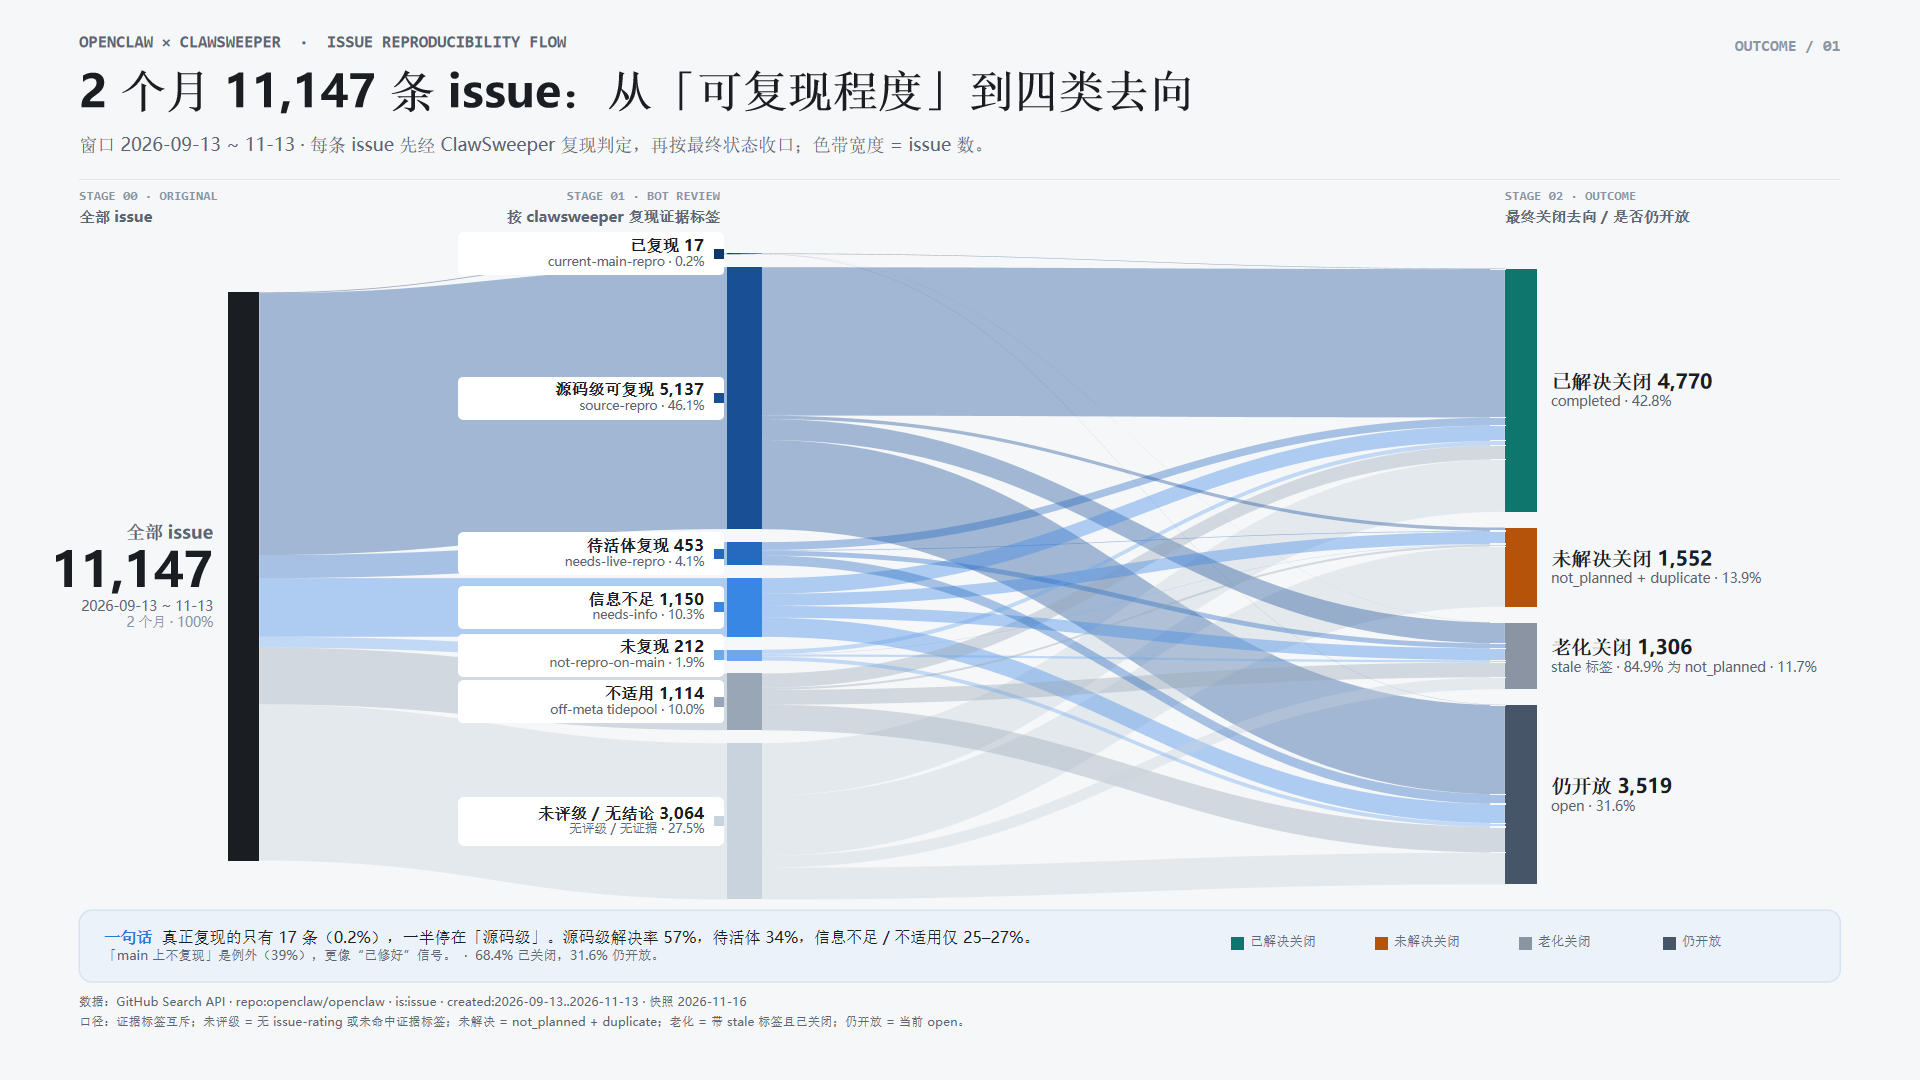 OPENCLAW × CLAWSWEEPER · ISSUE REPRODUCIBILITY FLOW
OUTCOME / 01
2 个月 11,147 条 issue：从「可复现程度」到四类去向
窗口 2026-09-13 ~ 11-13 · 每条 issue 先经 ClawSweeper 复现判定，再按最终状态收口；色带宽度 = issue 数。
STAGE 00 · ORIGINAL
全部 issue
STAGE 01 · BOT REVIEW
按 clawsweeper 复现证据标签
STAGE 02 · OUTCOME
最终关闭去向 / 是否仍开放
全部 issue
11,147
2026-09-13 ~ 11-13
2 个月 · 100%
已复现 17
current-main-repro · 0.2%
源码级可复现 5,137
source-repro · 46.1%
待活体复现 453
needs-live-repro · 4.1%
信息不足 1,150
needs-info · 10.3%
未复现 212
not-repro-on-main · 1.9%
不适用 1,114
off-meta tidepool · 10.0%
未评级 / 无结论 3,064
无评级 / 无证据 · 27.5%
已解决关闭 4,770
completed · 42.8%
未解决关闭 1,552
not_planned + duplicate · 13.9%
老化关闭 1,306
stale 标签 · 84.9% 为 not_planned · 11.7%
仍开放 3,519
open · 31.6%
一句话 真正复现的只有 17 条（0.2%），一半停在「源码级」。源码级解决率 57%，待活体 34%，信息不足 / 不适用仅 25–27%。
「main 上不复现」是例外（39%），更像“已修好”信号。 · 68.4% 已关闭，31.6% 仍开放。
已解决关闭
未解决关闭
老化关闭
仍开放
数据：GitHub Search API · repo:openclaw/openclaw · is:issue · created:2026-09-13..2026-11-13 · 快照 2026-11-16
口径：证据标签互斥；未评级 = 无 issue-rating 或未命中证据标签；未解决 = not_planned + duplicate；老化 = 带 stale 标签且已关闭；仍开放 = 当前 open。